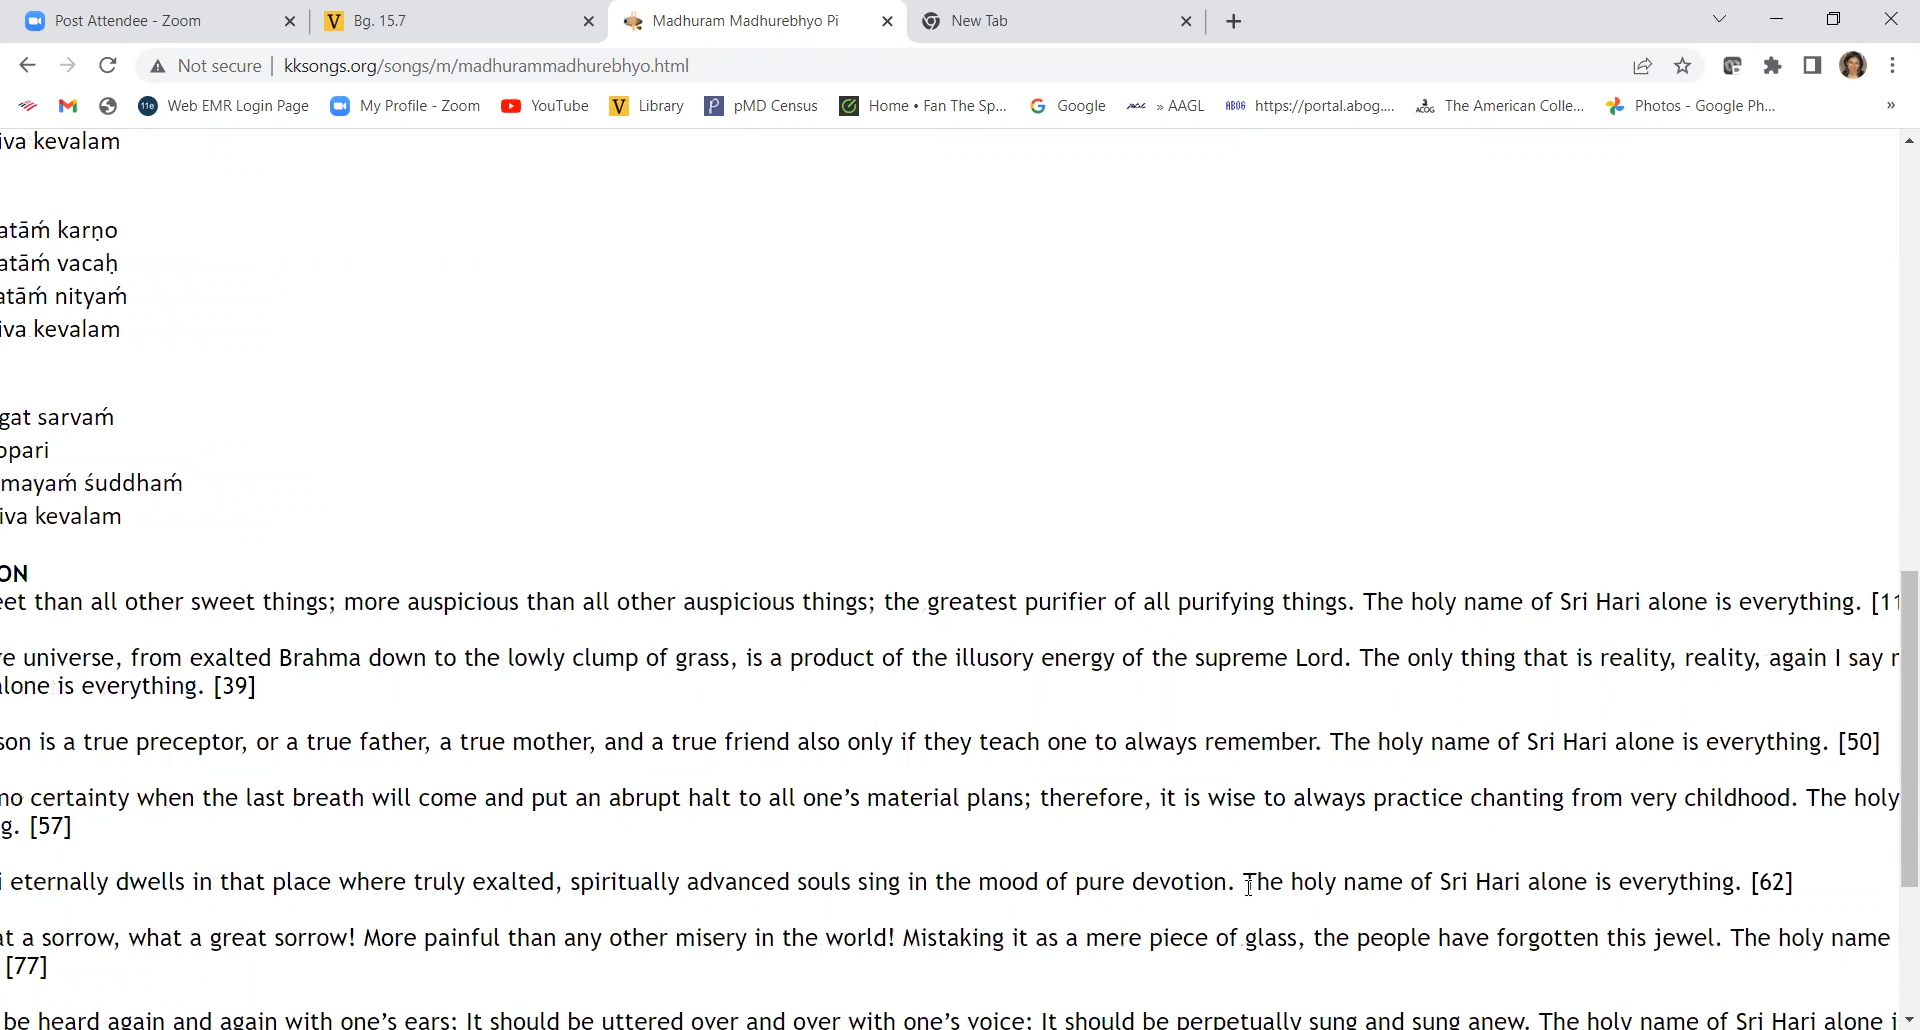 Post Attendee - Zoom
Bg. 15.7
Madhuram Madhurebhyo Pi
New Tab
Not secure | kksongs.org/songs/m/madhurammadhurebhyo.html
11e Web EMR Login Page My Profile - Zoom YouTube V Library P pMD Census Home • Fan The Sp... Google » AAGL ABOG https://portal.abog.... ACOG The American Colle... Photos - Google Ph... »
iva kevalam
atāḿ karṇo
atāḿ vacaḥ
atāḿ nityaḿ
iva kevalam
gat sarvaḿ
opari
mayaḿ śuddhaḿ
iva kevalam
ON
eet than all other sweet things; more auspicious than all other auspicious things; the greatest purifier of all purifying things. The holy name of Sri Hari alone is everything. [11
e universe, from exalted Brahma down to the lowly clump of grass, is a product of the illusory energy of the supreme Lord. The only thing that is reality, reality, again I say r
lone is everything. [39]
son is a true preceptor, or a true father, a true mother, and a true friend also only if they teach one to always remember. The holy name of Sri Hari alone is everything. [50]
no certainty when the last breath will come and put an abrupt halt to all one’s material plans; therefore, it is wise to always practice chanting from very childhood. The holy
g. [57]
i eternally dwells in that place where truly exalted, spiritually advanced souls sing in the mood of pure devotion. The holy name of Sri Hari alone is everything. [62]
at a sorrow, what a great sorrow! More painful than any other misery in the world! Mistaking it as a mere piece of glass, the people have forgotten this jewel. The holy name
[77]
be heard again and again with one’s ears; It should be uttered over and over with one’s voice; It should be perpetually sung and sung anew. The holy name of Sri Hari alone i